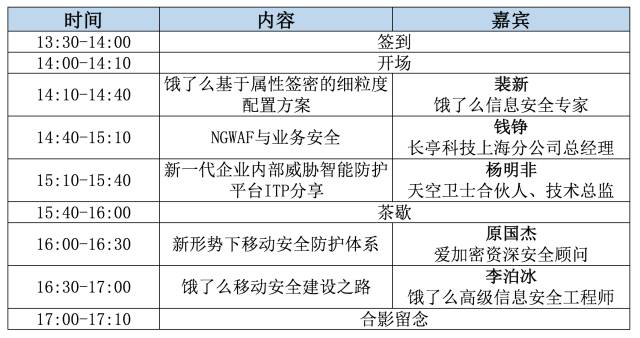 时间 内容 嘉宾
13:30-14:00 签到
14:00-14:10 开场
14:10-14:40 饿了么基于属性签密的细粒度配置方案 裴新 饿了么信息安全专家
14:40-15:10 NGWAF与业务安全 钱铮 长亭科技上海分公司总经理
15:10-15:40 新一代企业内部威胁智能防护平台ITP分享 杨明非 天空卫士合伙人、技术总监
15:40-16:00 茶歇
16:00-16:30 新形势下移动安全防护体系 原国杰 爱加密资深安全顾问
16:30-17:00 饿了么移动安全建设之路 李泊冰 饿了么高级信息安全工程师
17:00-17:10 合影留念